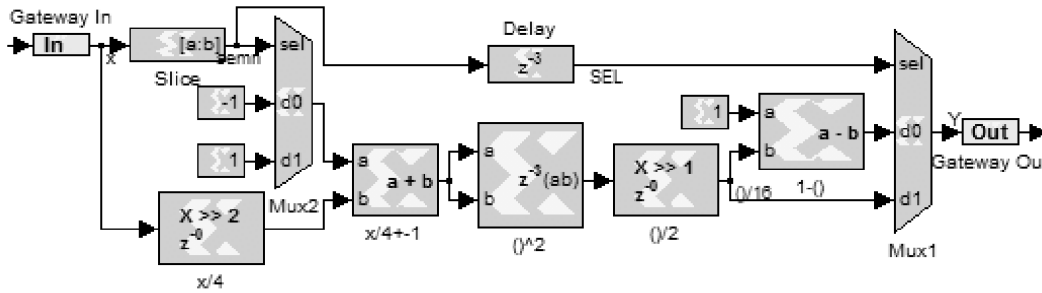 Gateway In
In
x
[a:b]
Slice
semn
sel
d0
d1
Mux2
-1
1
X >> 2
z⁻⁰
x/4
a
b
a + b
x/4+-1
a
b
z⁻³(ab)
()^2
X >> 1
z⁻⁰
()/2
Delay
z⁻³
SEL
1
a
b
a - b
()/16
1-()
sel
d0
d1
Mux1
Y
Out
Gateway Ou